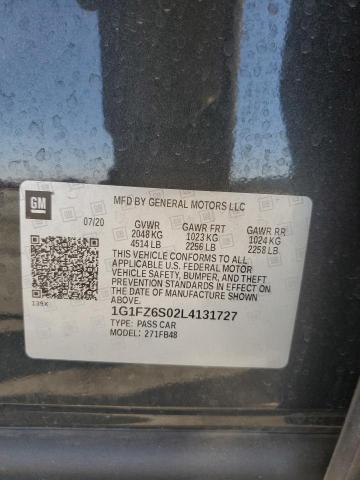 GM
MFD BY GENERAL MOTORS LLC
07/20 GVWR GAWR FRT GAWR RR
2048 KG 1023 KG 1024 KG
4514 LB 2256 LB 2258 LB
THIS VEHICLE CONFORMS TO ALL
APPLICABLE U.S. FEDERAL MOTOR
VEHICLE SAFETY, BUMPER, AND THEFT
PREVENTION STANDARDS IN EFFECT
ON THE DATE OF MANUFACTURE SHOWN
ABOVE.
139X
1G1FZ6S02L4131727
TYPE: PASS CAR
MODEL: 271FB48